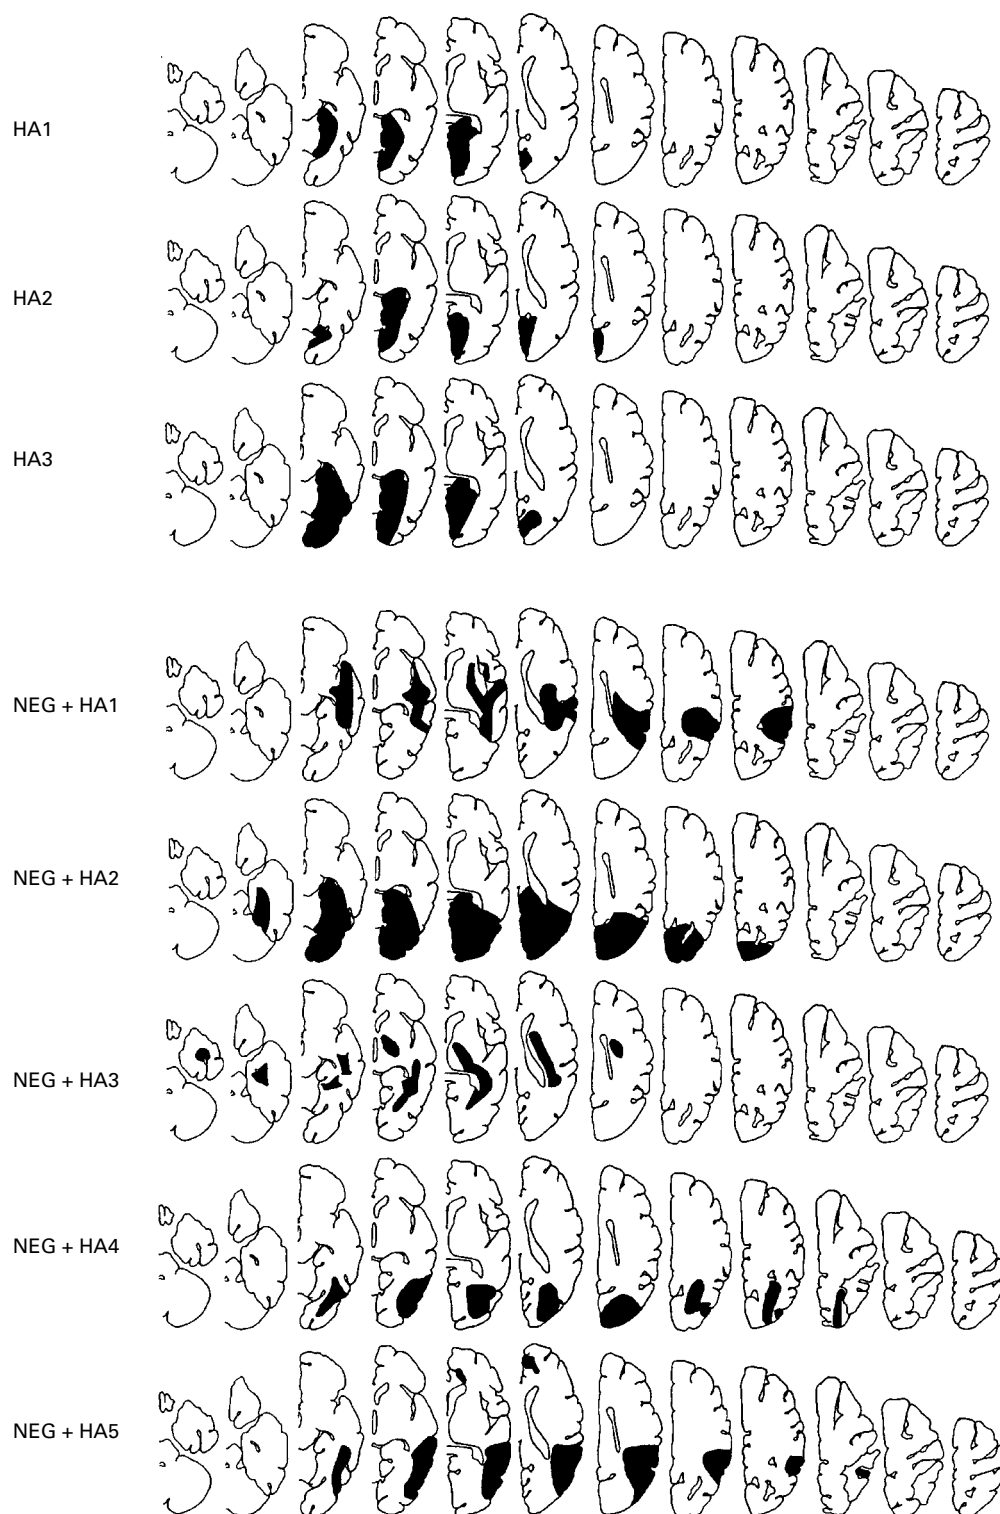 HA1
HA2
HA3
NEG + HA1
NEG + HA2
NEG + HA3
NEG + HA4
NEG + HA5